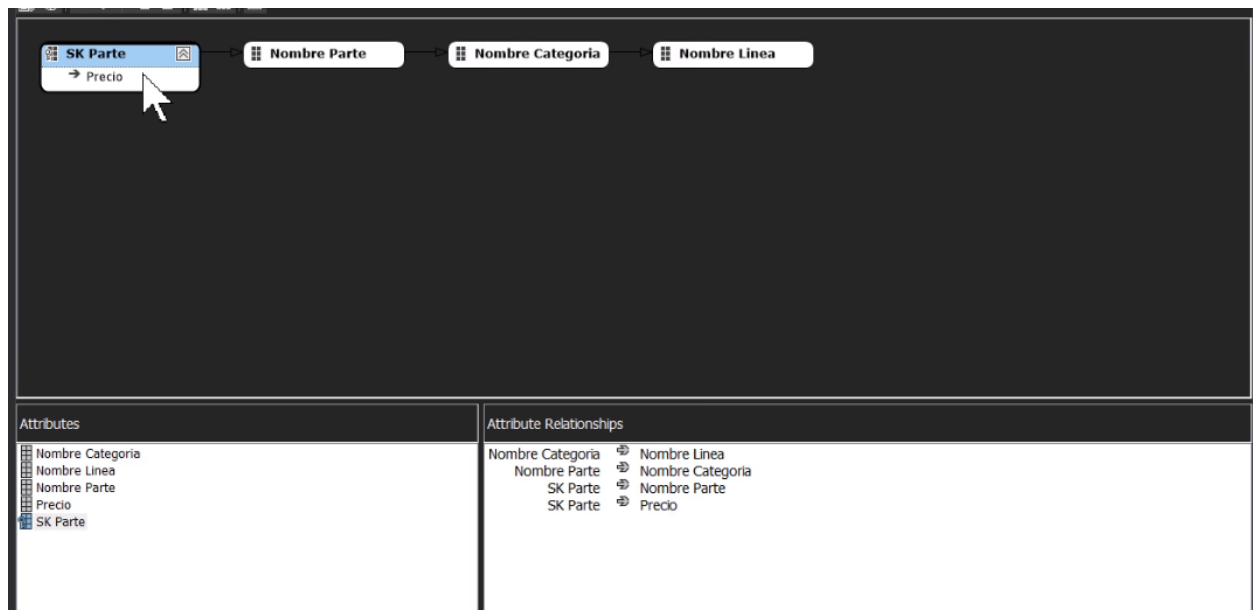 SK Parte
Precio
Nombre Parte
Nombre Categoria
Nombre Linea
Attributes
Nombre Categoria
Nombre Linea
Nombre Parte
Precio
SK Parte
Attribute Relationships
Nombre Categoria Nombre Linea
Nombre Parte Nombre Categoria
SK Parte Nombre Parte
SK Parte Precio